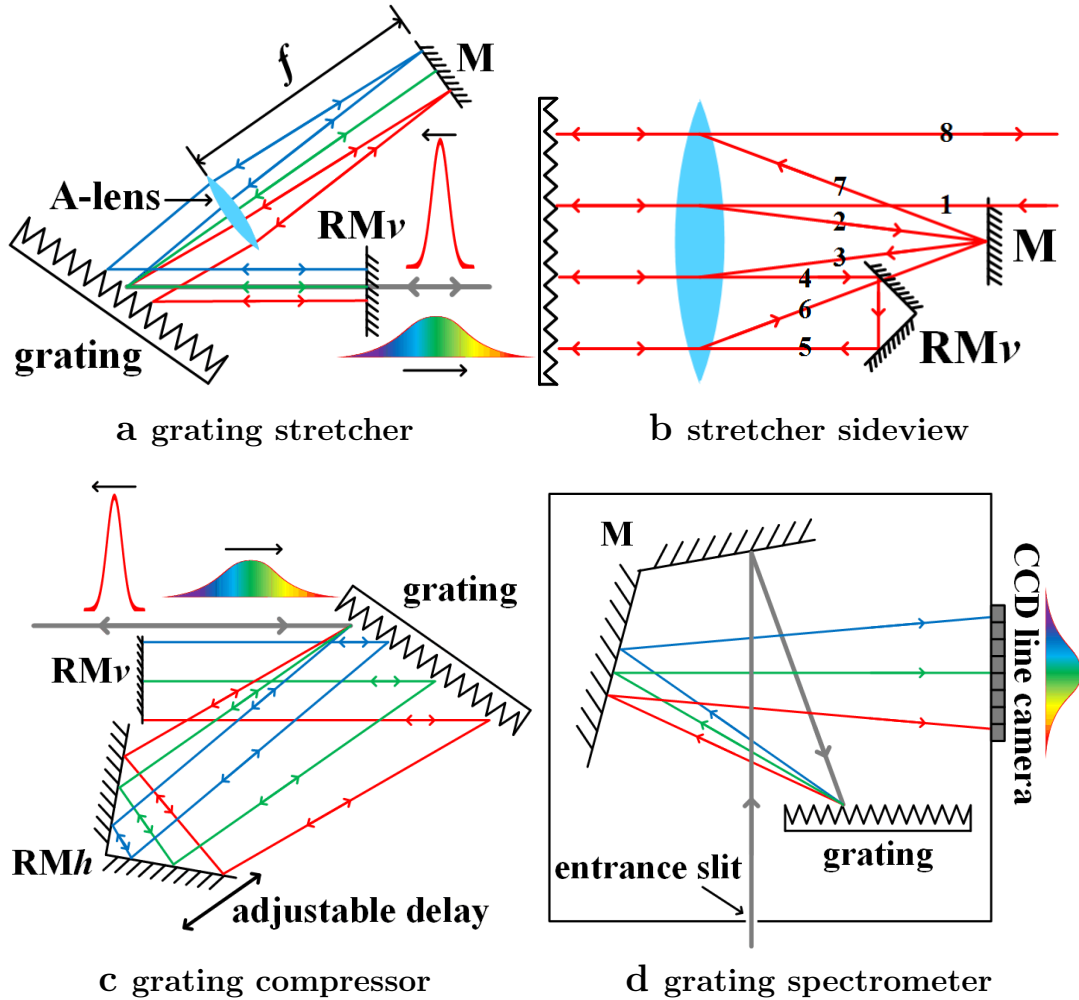 f
M
A-lens
RMv
grating
a grating stretcher
8
7
1
2
3
4
6
5
M
RMv
b stretcher sideview
grating
RMv
RMh
adjustable delay
c grating compressor
M
CCD line camera
grating
entrance slit
d grating spectrometer